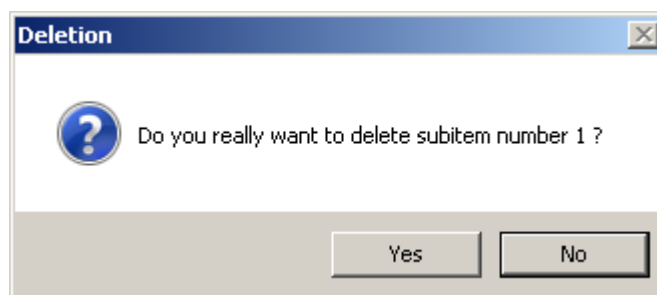 Deletion
Do you really want to delete subitem number 1 ?
Yes
No